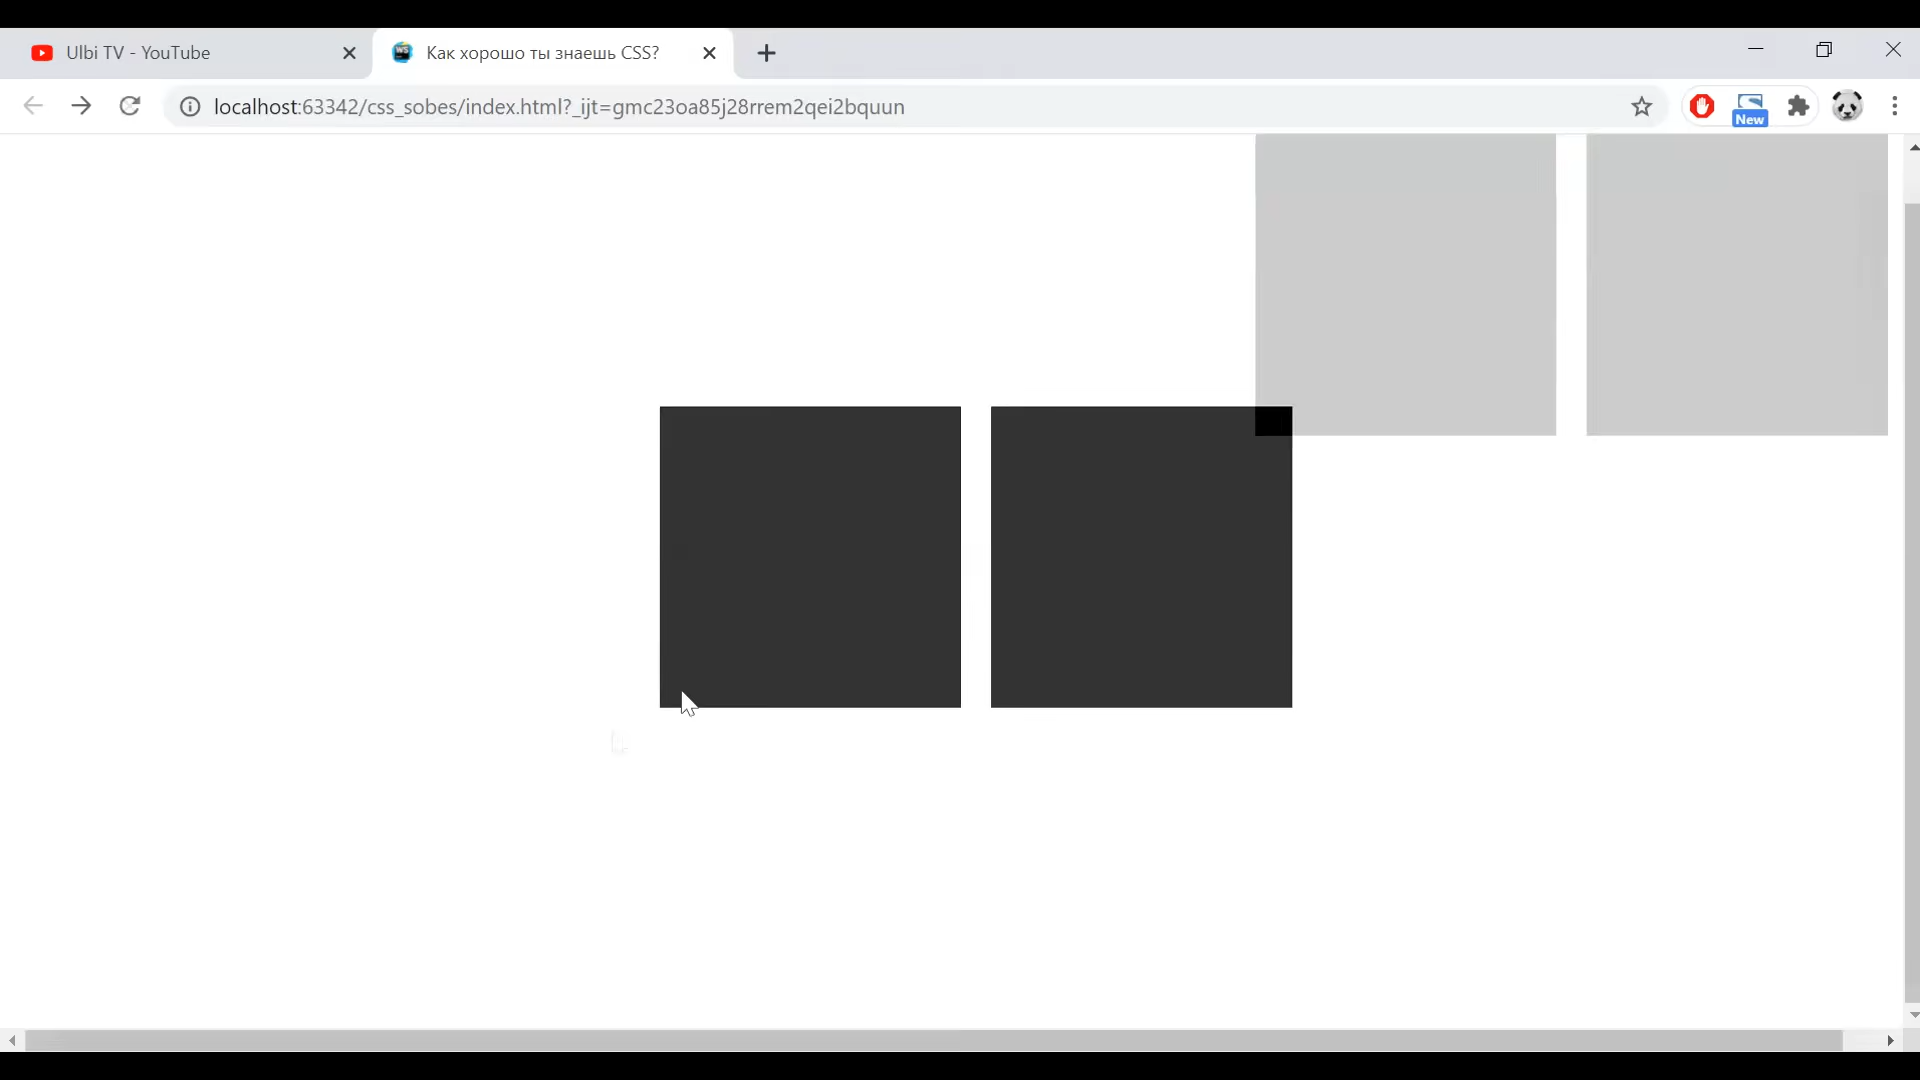 Ulbi TV - YouTube
Как хорошо ты знаешь CSS?
localhost:63342/css_sobes/index.html?_ijt=gmc23oa85j28rrem2qei2bquun
New